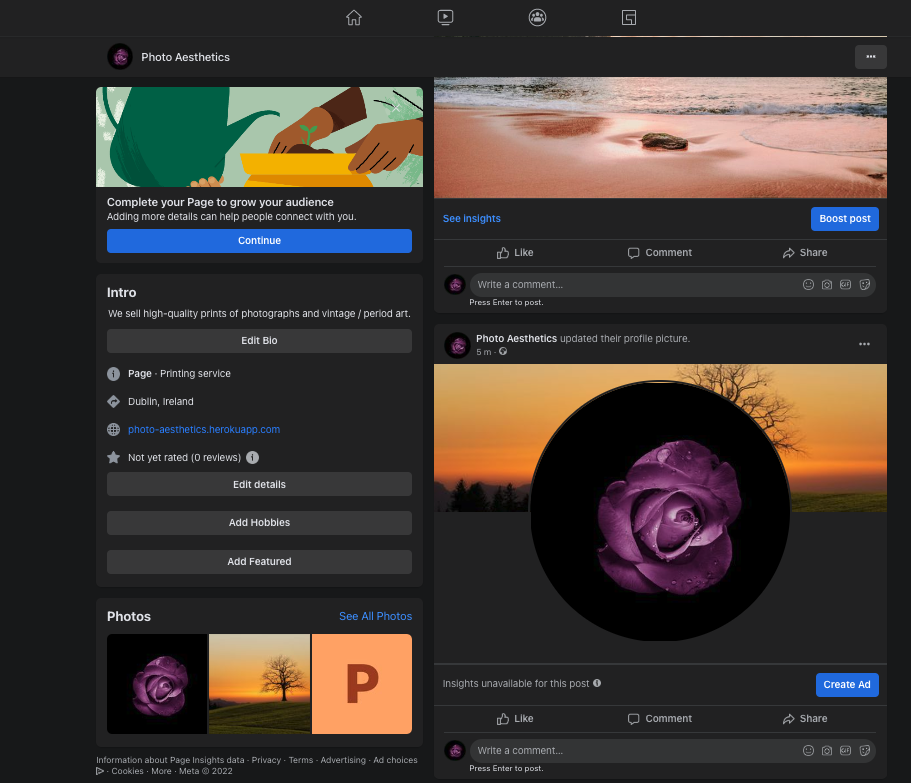 Photo Aesthetics
Complete your Page to grow your audience
Adding more details can help people connect with you.
Continue
Intro
We sell high-quality prints of photographs and vintage / period art.
Edit Bio
Page · Printing service
Dublin, Ireland
photo-aesthetics.herokuapp.com
Not yet rated (0 reviews)
Edit details
Add Hobbies
Add Featured
Photos
See All Photos
P
Information about Page Insights data · Privacy · Terms · Advertising · Ad choices
· Cookies · More · Meta © 2022
See insights
Boost post
Like
Comment
Share
Write a comment...
GIF
Press Enter to post.
Photo Aesthetics updated their profile picture.
5 m ·
Insights unavailable for this post
Create Ad
Like
Comment
Share
Write a comment...
GIF
Press Enter to post.